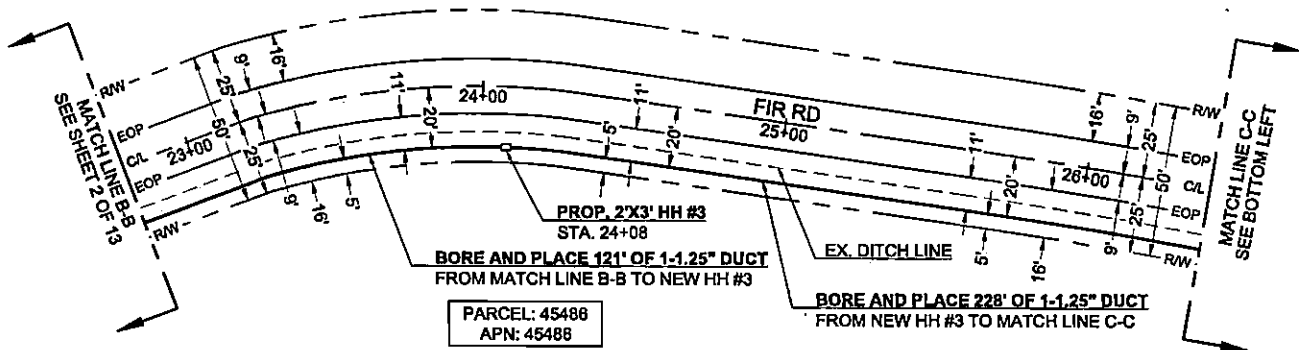 MATCH LINE B-B
SEE SHEET 2 OF 13
R/W
EOP
C/L
EOP
R/W
23+00
25'
50'
25'
9'
16'
9'
16'
5'
11'
20'
24+00
5'
11'
20'
FIR RD
25+00
11'
20'
5'
16'
16'
9'
25'
50'
25'
9'
26+00
R/W
EOP
C/L
EOP
R/W
MATCH LINE C-C
SEE BOTTOM LEFT
PROP. 2'X3' HH #3
STA. 24+08
BORE AND PLACE 121' OF 1-1.25" DUCT
FROM MATCH LINE B-B TO NEW HH #3
EX. DITCH LINE
BORE AND PLACE 228' OF 1-1.25" DUCT
FROM NEW HH #3 TO MATCH LINE C-C
PARCEL: 45486
APN: 45486